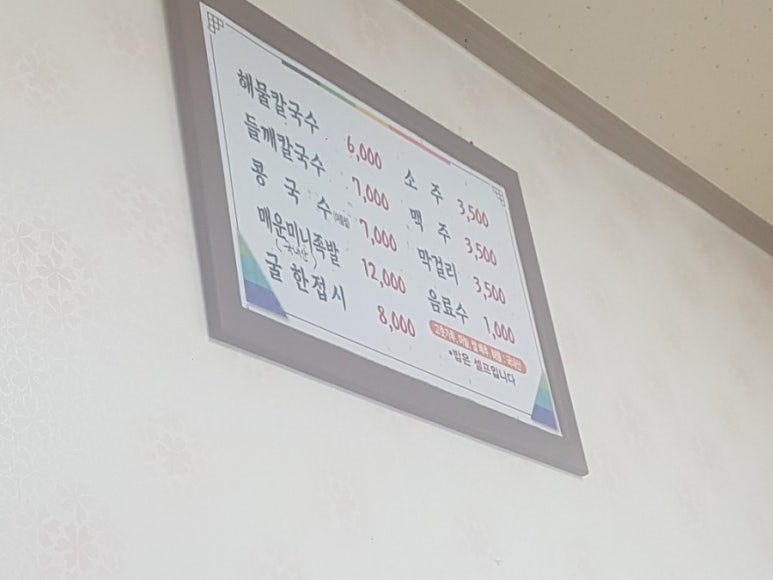 해물칼국수 6,000
들깨칼국수 7,000
콩 국 수 7,000
매운미니족발 12,000
(국내산)
굴 한접시 8,000
소 주 3,500
맥 주 3,500
막걸리 3,500
음료수 1,000
*밥은 셀프입니다